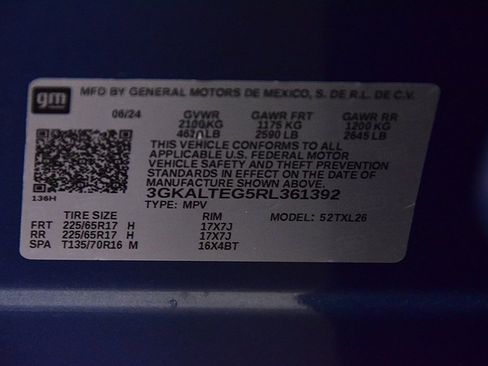 gm MFD BY GENERAL MOTORS DE MEXICO, S. DE R.L. DE C.V.
06/24 GVWR GAWR FRT GAWR RR
2100 KG 1175 KG 1200 KG
4629 LB 2590 LB 2645 LB
THIS VEHICLE CONFORMS TO ALL
APPLICABLE U.S. FEDERAL MOTOR
VEHICLE SAFETY AND THEFT PREVENTION
STANDARDS IN EFFECT ON THE DATE OF
MANUFACTURE SHOWN ABOVE.
136H 3GKALTEG5RL361392
TYPE: MPV MODEL: 52TXL26
TIRE SIZE RIM
FRT 225/65R17 H 17X7J
RR 225/65R17 H 17X7J
SPA T135/70R16 M 16X4BT